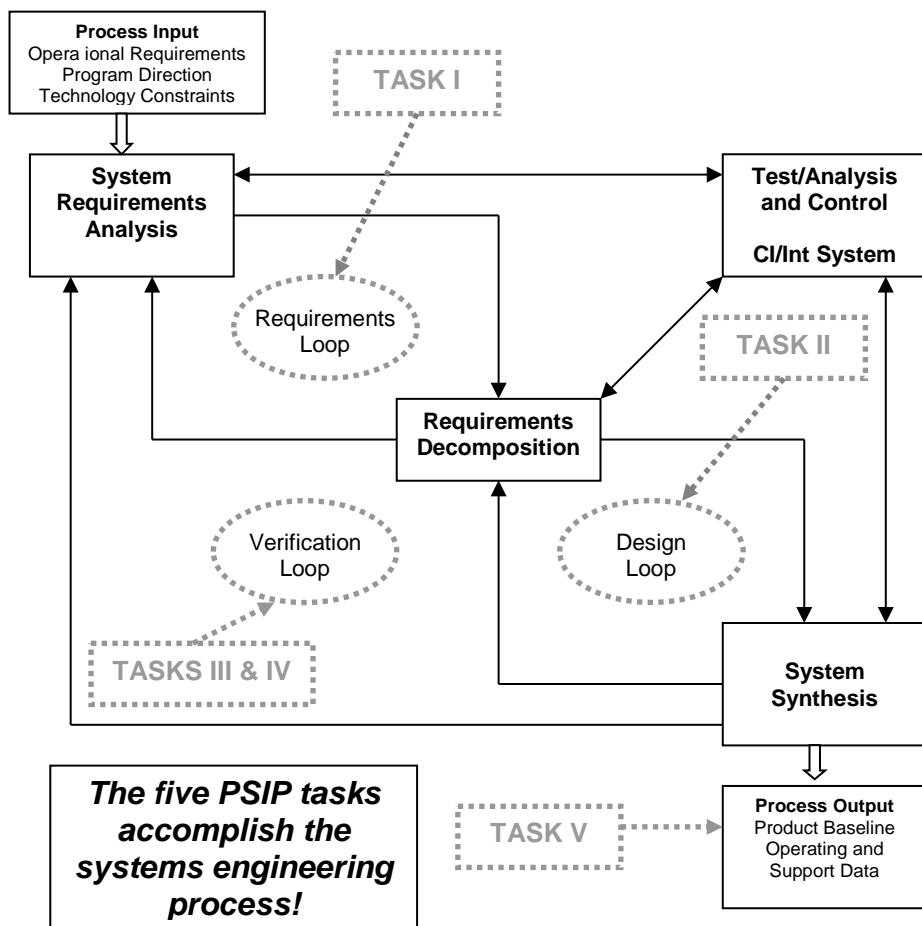 Process Input
Opera ional Requirements
Program Direction
Technology Constraints
TASK I
System
Requirements
Analysis
Test/Analysis
and Control
CI/Int System
Requirements
Loop
TASK II
Requirements
Decomposition
Verification
Loop
Design
Loop
TASKS III & IV
System
Synthesis
The five PSIP tasks
accomplish the
systems engineering
process!
TASK V
Process Output
Product Baseline
Operating and
Support Data